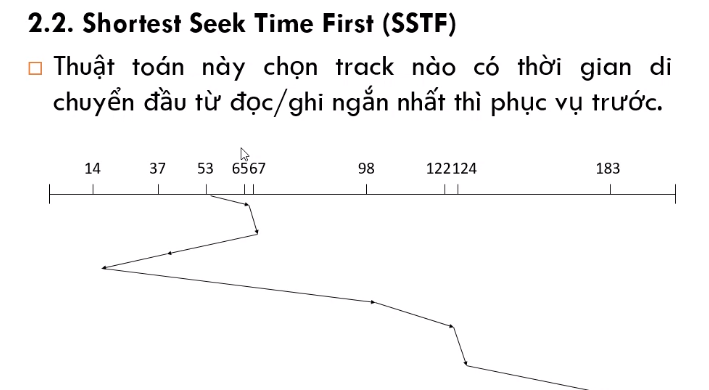 2.2. Shortest Seek Time First (SSTF)
Thuật toán này chọn track nào có thời gian di
chuyển đầu từ đọc/ghi ngắn nhất thì phục vụ trước.
14 37 53 65 67 98 122 124 183